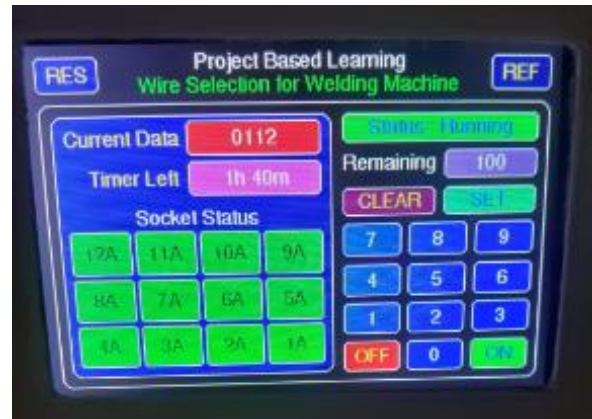 RES
Project Based Learning
Wire Selection for Welding Machine
REF
Current Data 0112
Timer Left 1h 40m
Socket Status
12A 11A 10A 9A
8A 7A 6A 5A
4A 3A 2A 1A
Status Running
Remaining 100
CLEAR SET
7 8 9
4 5 6
1 2 3
OFF 0 ON